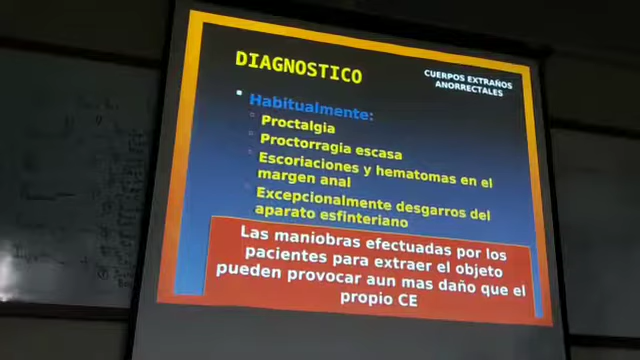 DIAGNOSTICO
CUERPOS EXTRAÑOS
ANORRECTALES
Habitualmente:
Proctalgia
Proctorragia escasa
Escoriaciones y hematomas en el
margen anal
Excepcionalmente desgarros del
aparato esfinteriano
Las maniobras efectuadas por los
pacientes para extraer el objeto
pueden provocar aun mas daño que el
propio CE